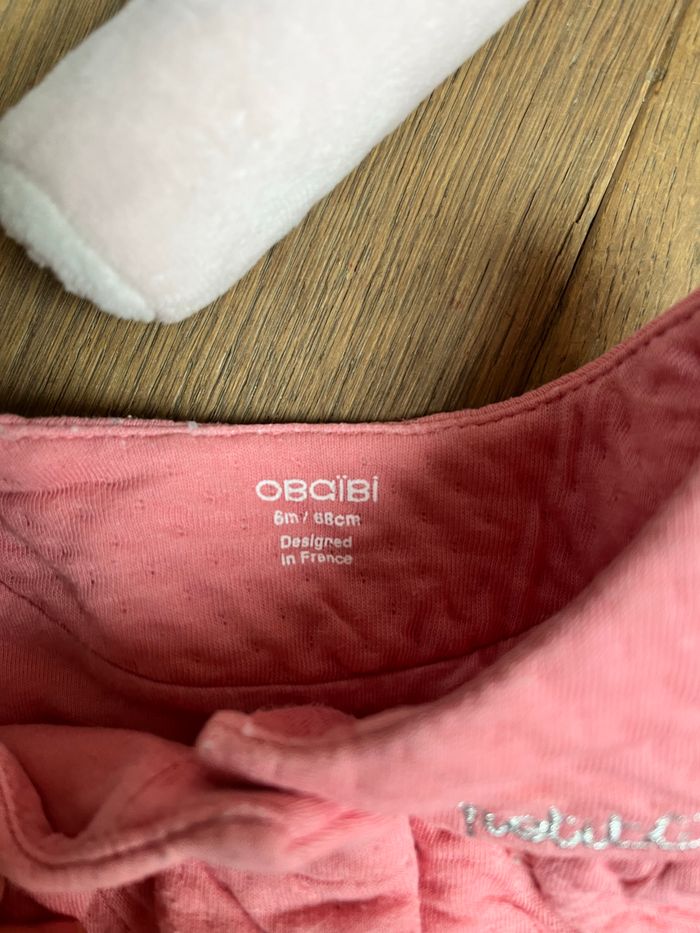 OBaïBi
6m / 68cm
Designed
in France